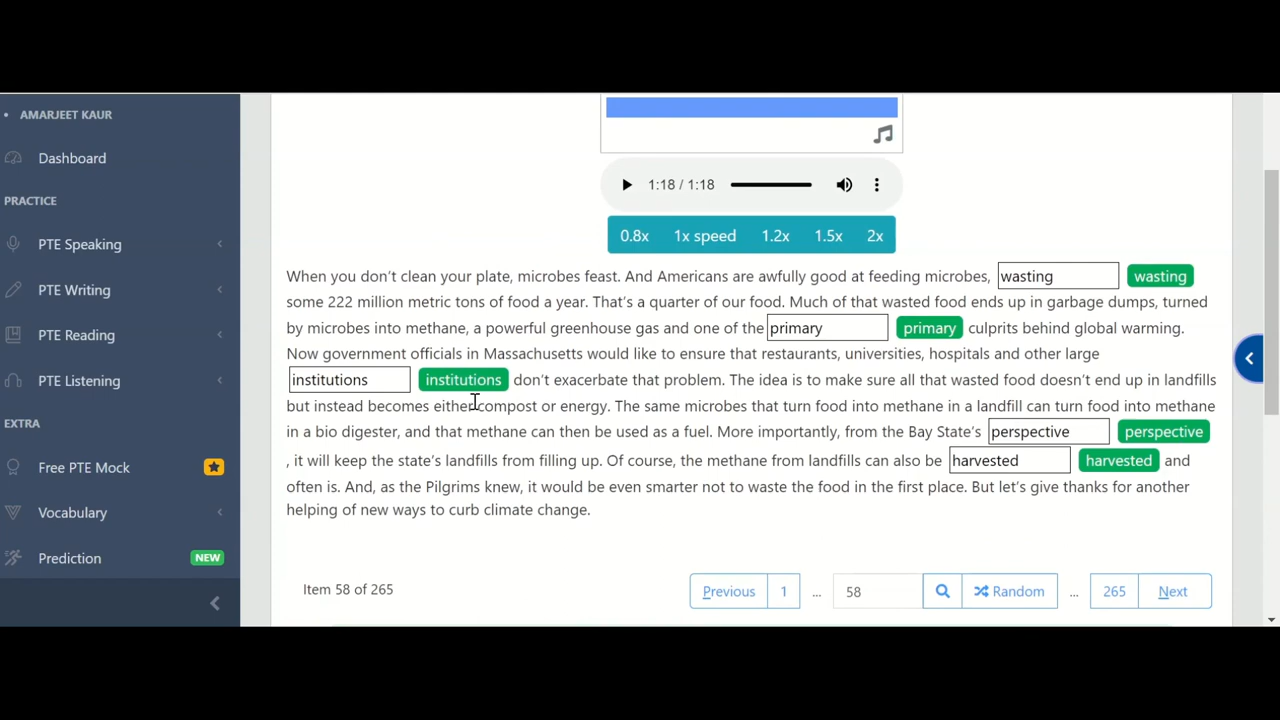 AMARJEET KAUR
Dashboard
PRACTICE
PTE Speaking
PTE Writing
PTE Reading
PTE Listening
EXTRA
Free PTE Mock
Vocabulary
Prediction NEW
1:18 / 1:18
0.8x 1x speed 1.2x 1.5x 2x
When you don't clean your plate, microbes feast. And Americans are awfully good at feeding microbes, wasting wasting
some 222 million metric tons of food a year. That's a quarter of our food. Much of that wasted food ends up in garbage dumps, turned
by microbes into methane, a powerful greenhouse gas and one of the primary primary culprits behind global warming.
Now government officials in Massachusetts would like to ensure that restaurants, universities, hospitals and other large
institutions institutions don't exacerbate that problem. The idea is to make sure all that wasted food doesn't end up in landfills
but instead becomes either compost or energy. The same microbes that turn food into methane in a landfill can turn food into methane
in a bio digester, and that methane can then be used as a fuel. More importantly, from the Bay State's perspective perspective
, it will keep the state's landfills from filling up. Of course, the methane from landfills can also be harvested harvested and
often is. And, as the Pilgrims knew, it would be even smarter not to waste the food in the first place. But let's give thanks for another
helping of new ways to curb climate change.
Item 58 of 265
Previous 1 ... 58 Random ... 265 Next